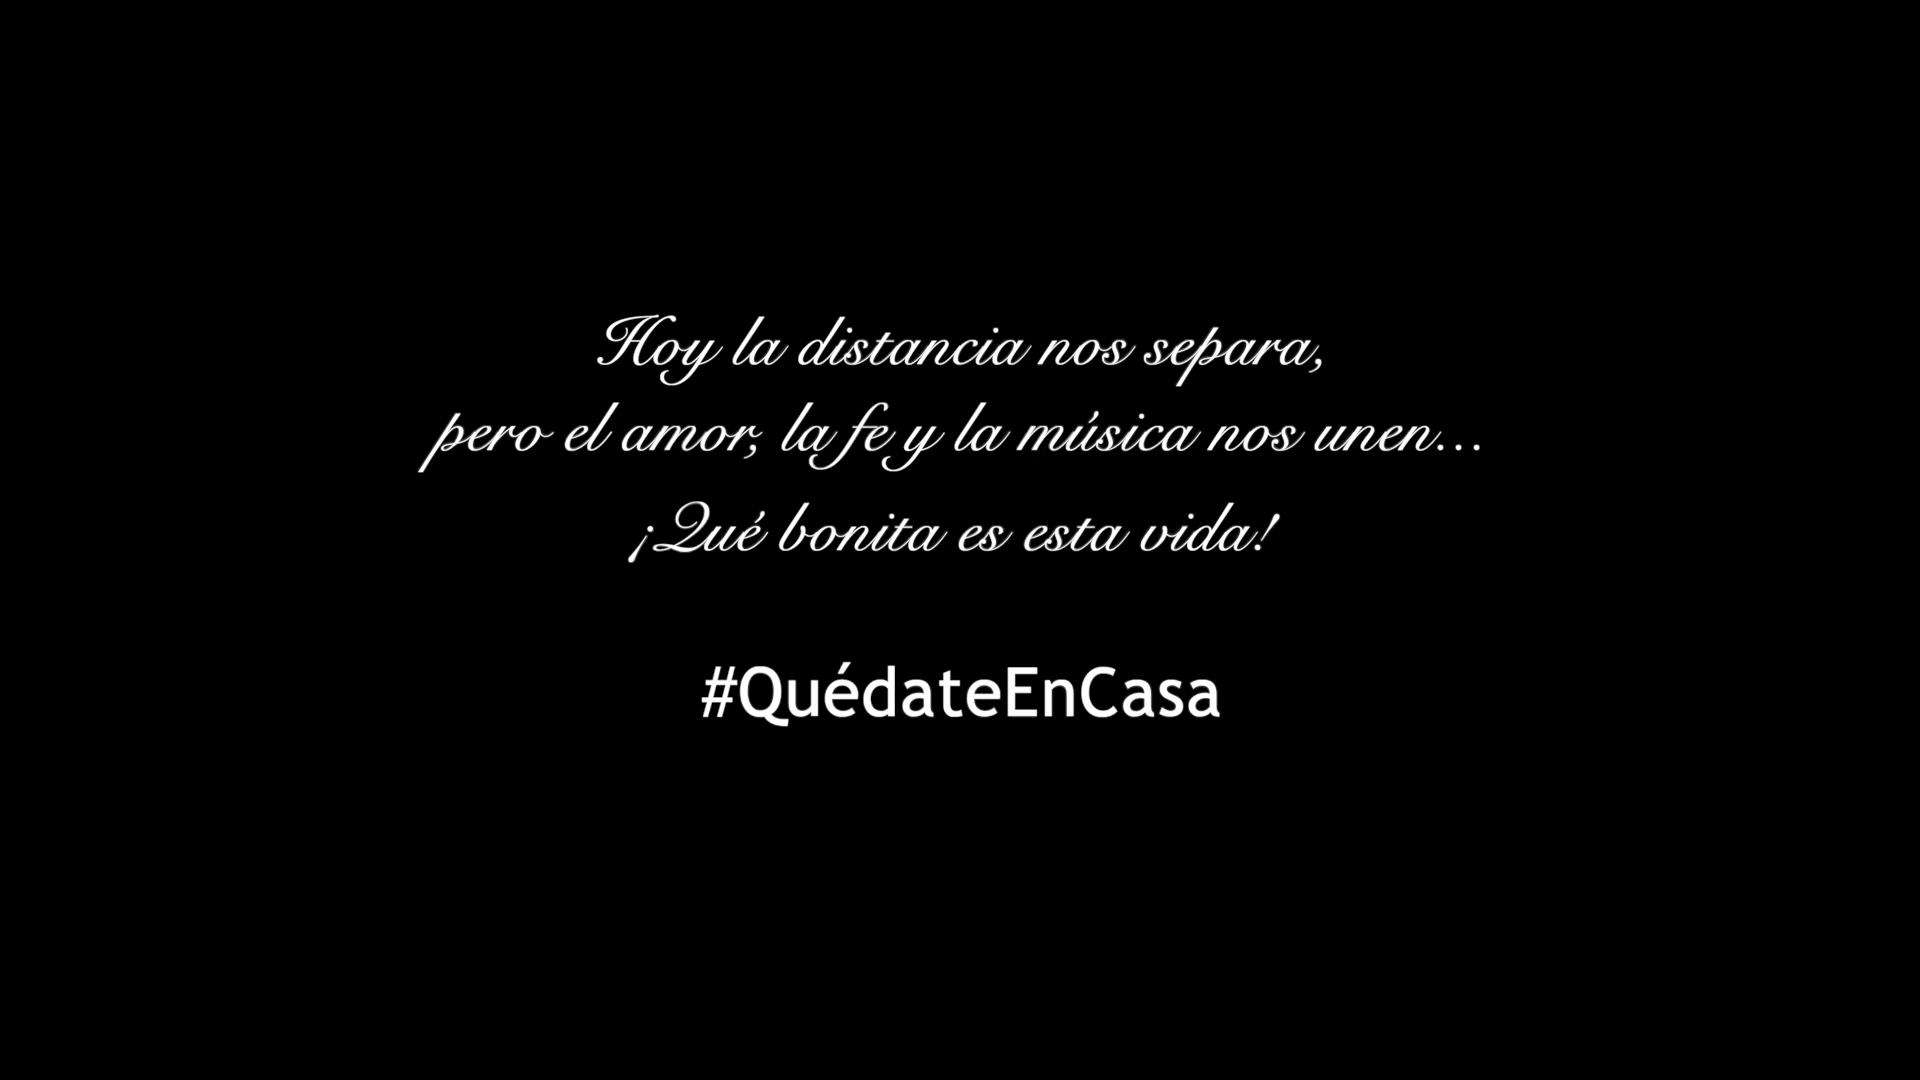 Hoy la distancia nos separa,
pero el amor, la fe y la música nos unen...
¡Qué bonita es esta vida!
#QuédateEnCasa